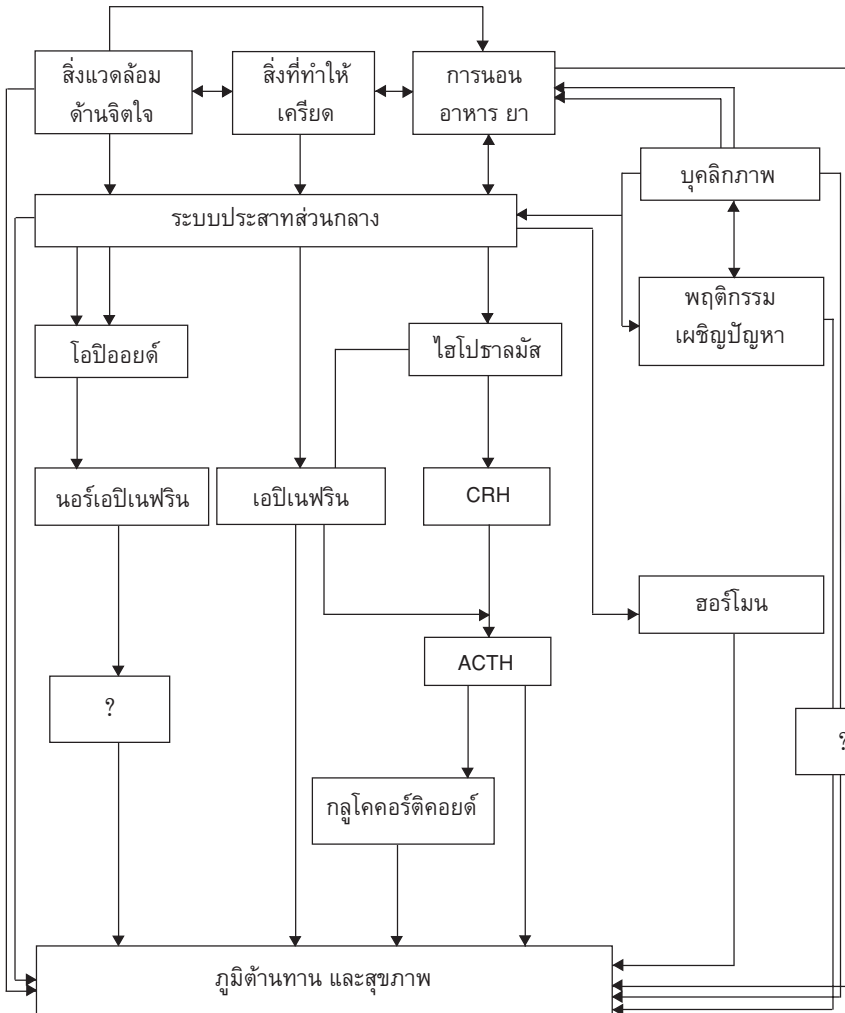 สิ่งแวดล้อม
ด้านจิตใจ
สิ่งที่ทำให้
เครียด
การนอน
อาหาร ยา
บุคลิกภาพ
ระบบประสาทส่วนกลาง
พฤติกรรม
เผชิญปัญหา
โอปิออยด์
ไฮโปธาลมัส
นอร์เอปิเนฟริน
เอปิเนฟริน
CRH
ฮอร์โมน
ACTH
?
?
กลูโคคอร์ติคอยด์
ภูมิต้านทาน และสุขภาพ